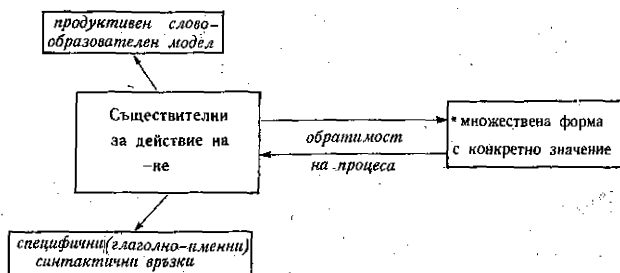 продуктивен слово-
образователен модел
Съществителни
за действие на
–не
обратимост
на процеса
*множествена форма
с конкретно значение
специфични (глаголно–именни)
синтактични връзки